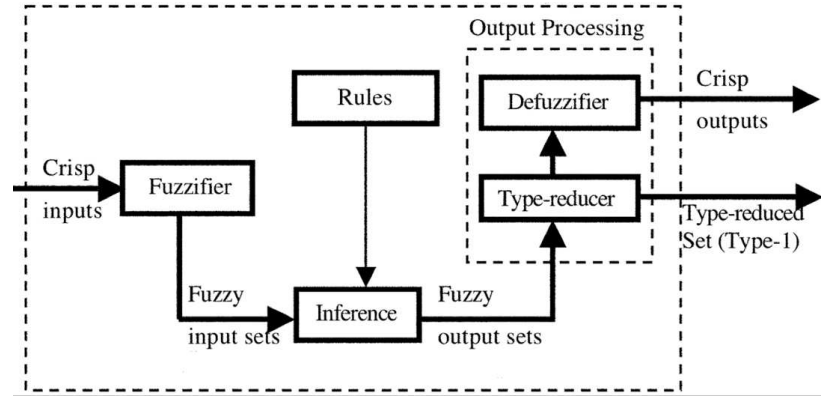 Output Processing
Rules
Defuzzifier
Crisp
outputs
Crisp
inputs
Fuzzifier
Type-reducer
Type-reduced
Set (Type-1)
Fuzzy
input sets
Inference
Fuzzy
output sets